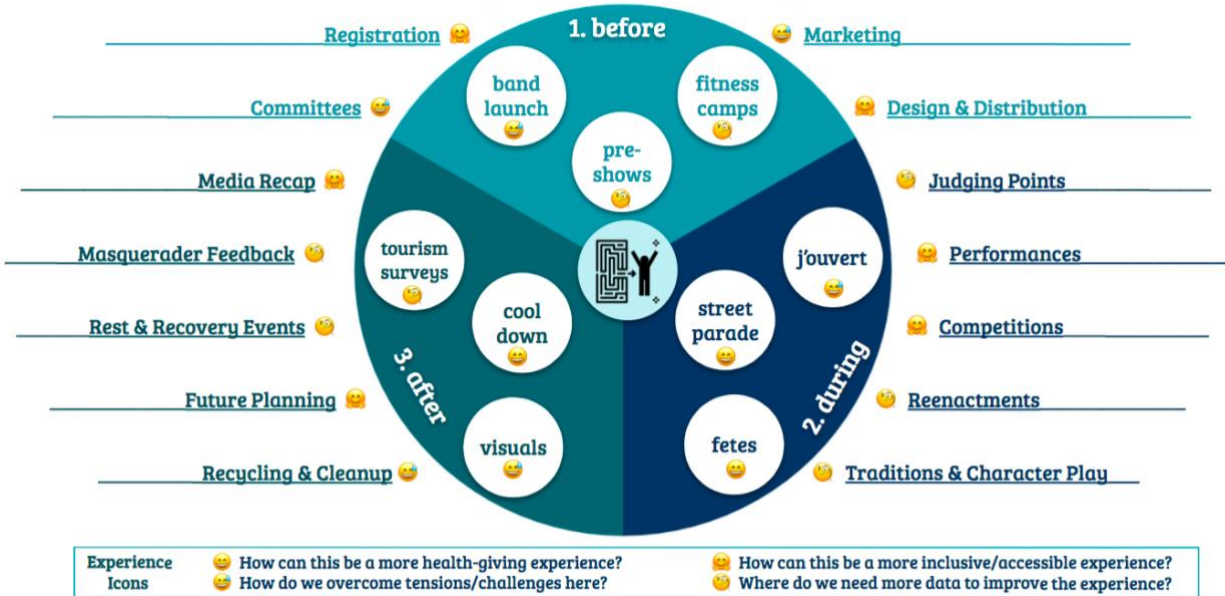 1. before
Registration 🤗
😅 Marketing
band
launch
😅
fitness
camps
🧐
Committees 😅
🤗 Design & Distribution
pre-
shows
🧐
Media Recap 🤗
🧐 Judging Points
Masquerader Feedback 🧐
tourism
surveys
🧐
j'ouvert
😅
🤗 Performances
cool
down
😄
street
parade
😄
Rest & Recovery Events 🧐
🤗 Competitions
3. after
2. during
Future Planning 🤗
🧐 Reenactments
visuals
😅
fetes
😄
Recycling & Cleanup 😅
🧐 Traditions & Character Play
Experience
Icons
😄 How can this be a more health-giving experience?
😅 How do we overcome tensions/challenges here?
🤗 How can this be a more inclusive/accessible experience?
🧐 Where do we need more data to improve the experience?